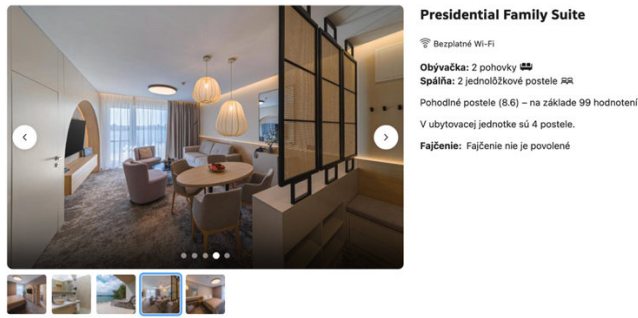 Presidential Family Suite
Bezplatné Wi-Fi
Obývačka: 2 pohovky
Spálňa: 2 jednolôžkové postele
Pohodlné postele (8.6) – na základe 99 hodnotení
V ubytovacej jednotke sú 4 postele.
Fajčenie: Fajčenie nie je povolené